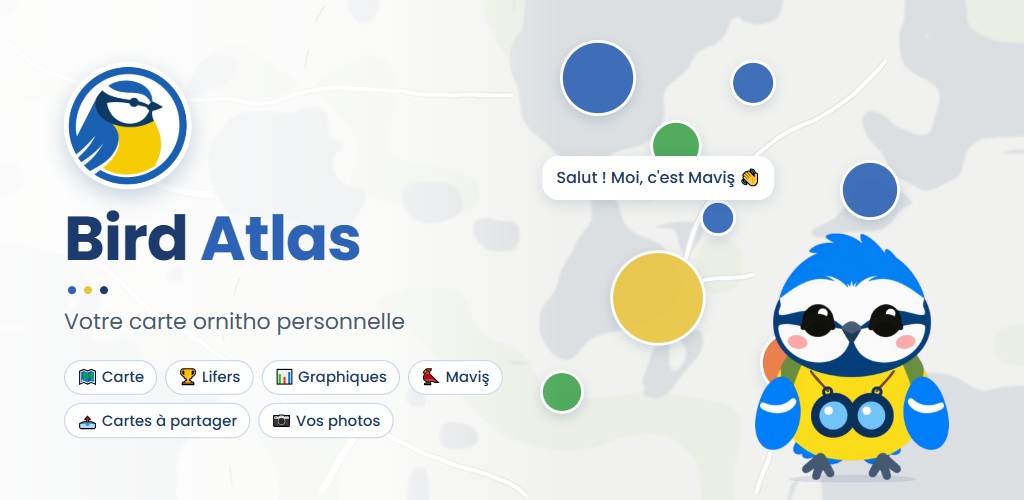 Bird Atlas
Votre carte ornitho personnelle
Carte
Lifers
Graphiques
Maviş
Cartes à partager
Vos photos
Salut ! Moi, c'est Maviş 👏